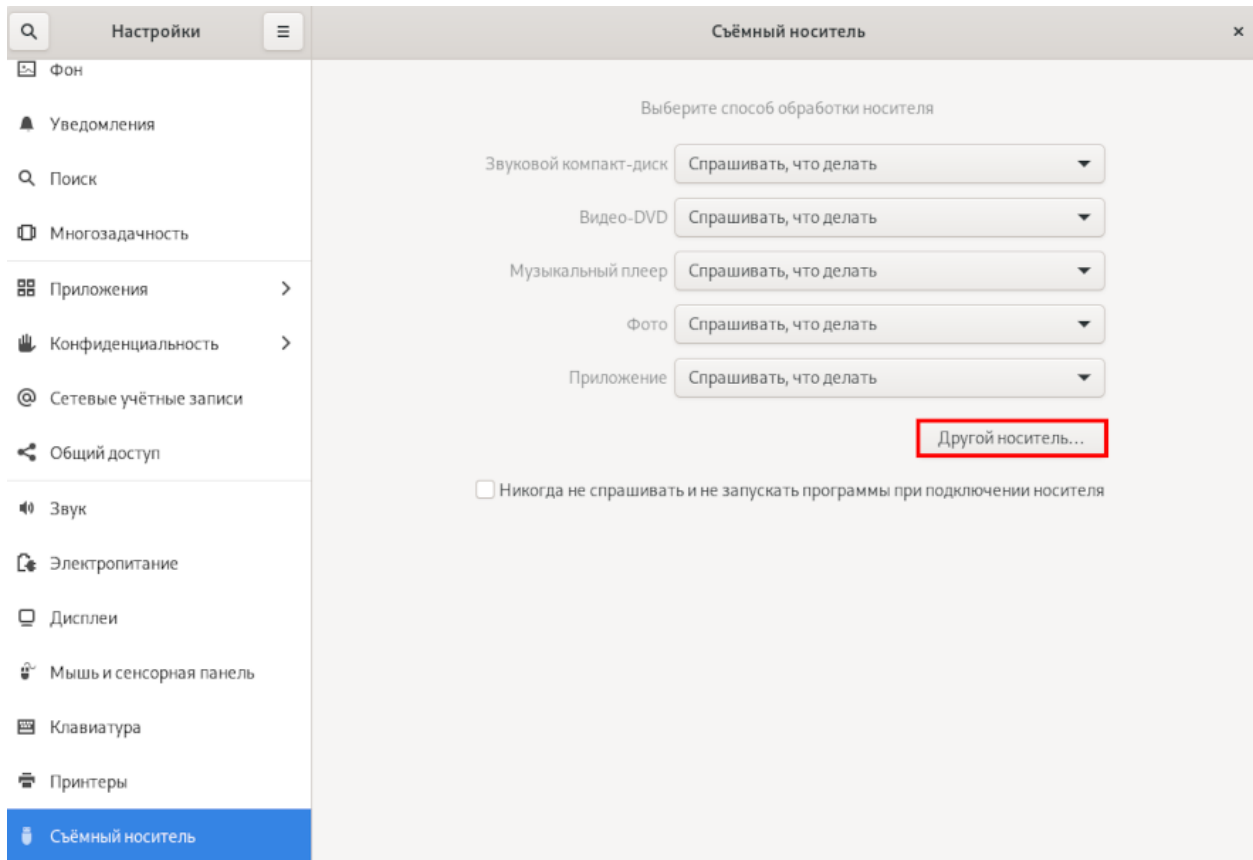 Настройки
Съёмный носитель
Фон
Уведомления
Поиск
Многозадачность
Приложения
Конфиденциальность
Сетевые учётные записи
Общий доступ
Звук
Электропитание
Дисплеи
Мышь и сенсорная панель
Клавиатура
Принтеры
Съёмный носитель
Выберите способ обработки носителя
Звуковой компакт-диск Спрашивать, что делать
Видео-DVD Спрашивать, что делать
Музыкальный плеер Спрашивать, что делать
Фото Спрашивать, что делать
Приложение Спрашивать, что делать
Другой носитель...
Никогда не спрашивать и не запускать программы при подключении носителя